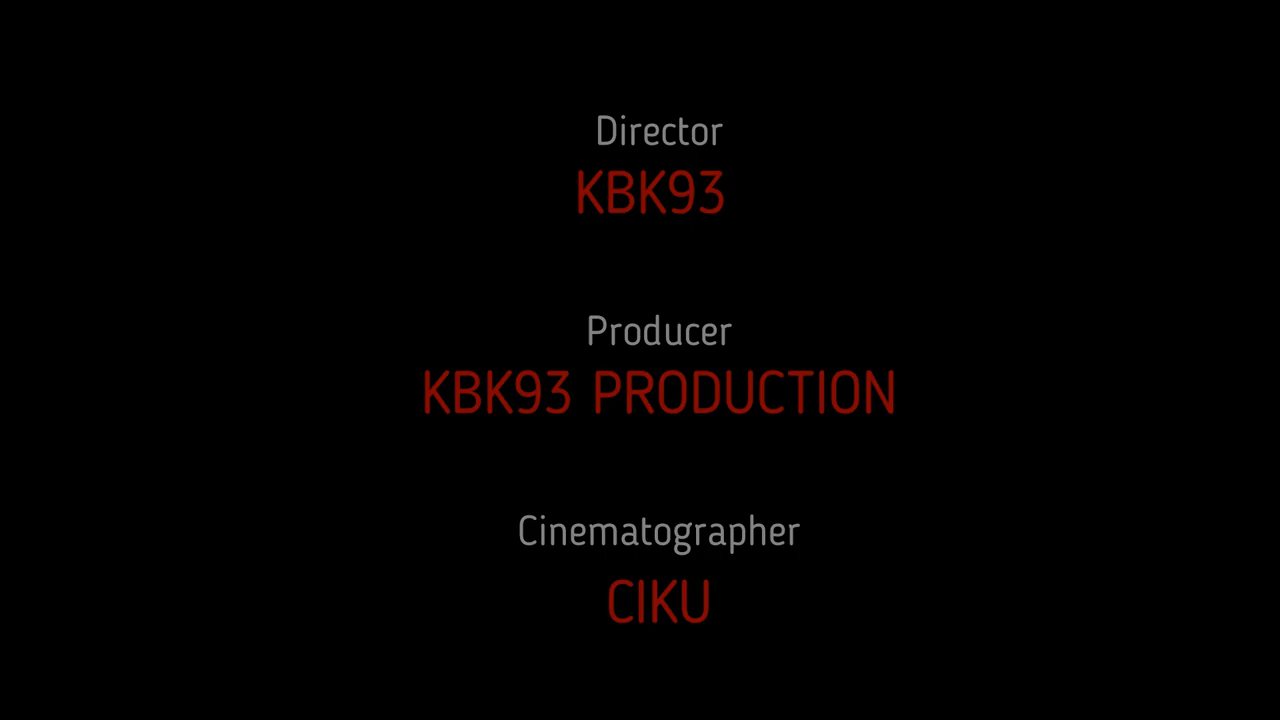 Director
KBK93
Producer
KBK93 PRODUCTION
Cinematographer
CIKU